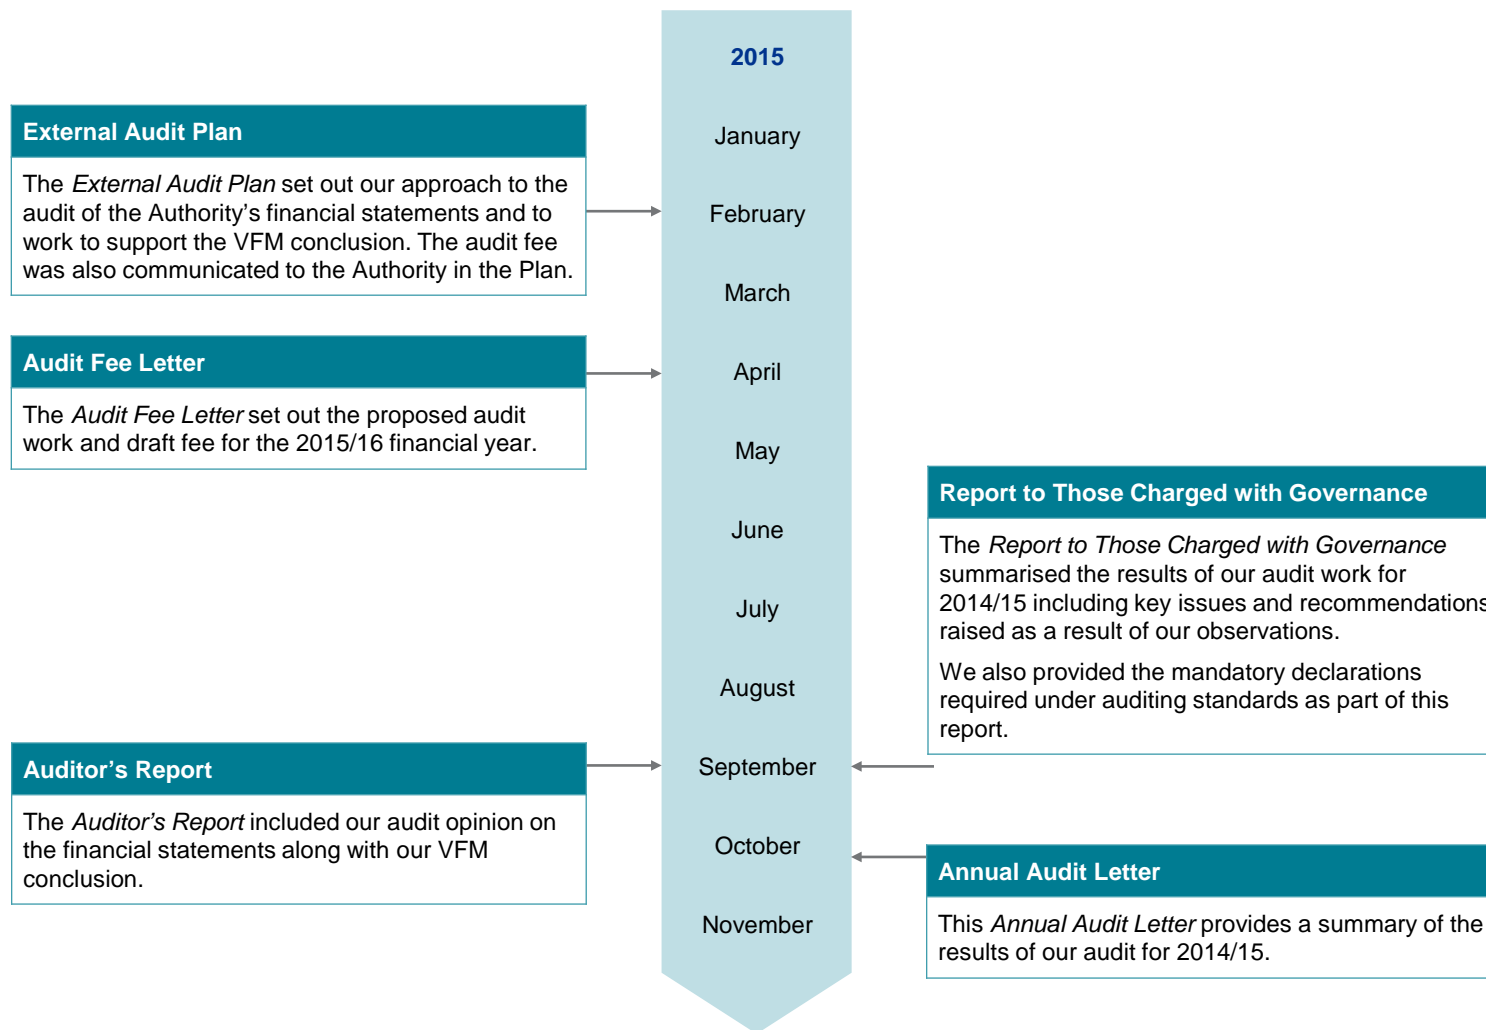 2015
External Audit Plan
The External Audit Plan set out our approach to the
audit of the Authority's financial statements and to
work to support the VFM conclusion. The audit fee
was also communicated to the Authority in the Plan.
Audit Fee Letter
The Audit Fee Letter set out the proposed audit
work and draft fee for the 2015/16 financial year.
Auditor’s Report
The Auditor’s Report included our audit opinion on
the financial statements along with our VFM
conclusion.
January
February
March
April
May
June
July
August
September
October
November
Report to Those Charged with Governance
The Report to Those Charged with Governance
summarised the results of our audit work for
2014/15 including key issues and recommendations
raised as a result of our observations.
We also provided the mandatory declarations
required under auditing standards as part of this
report.
Annual Audit Letter
This Annual Audit Letter provides a summary of the
results of our audit for 2014/15.